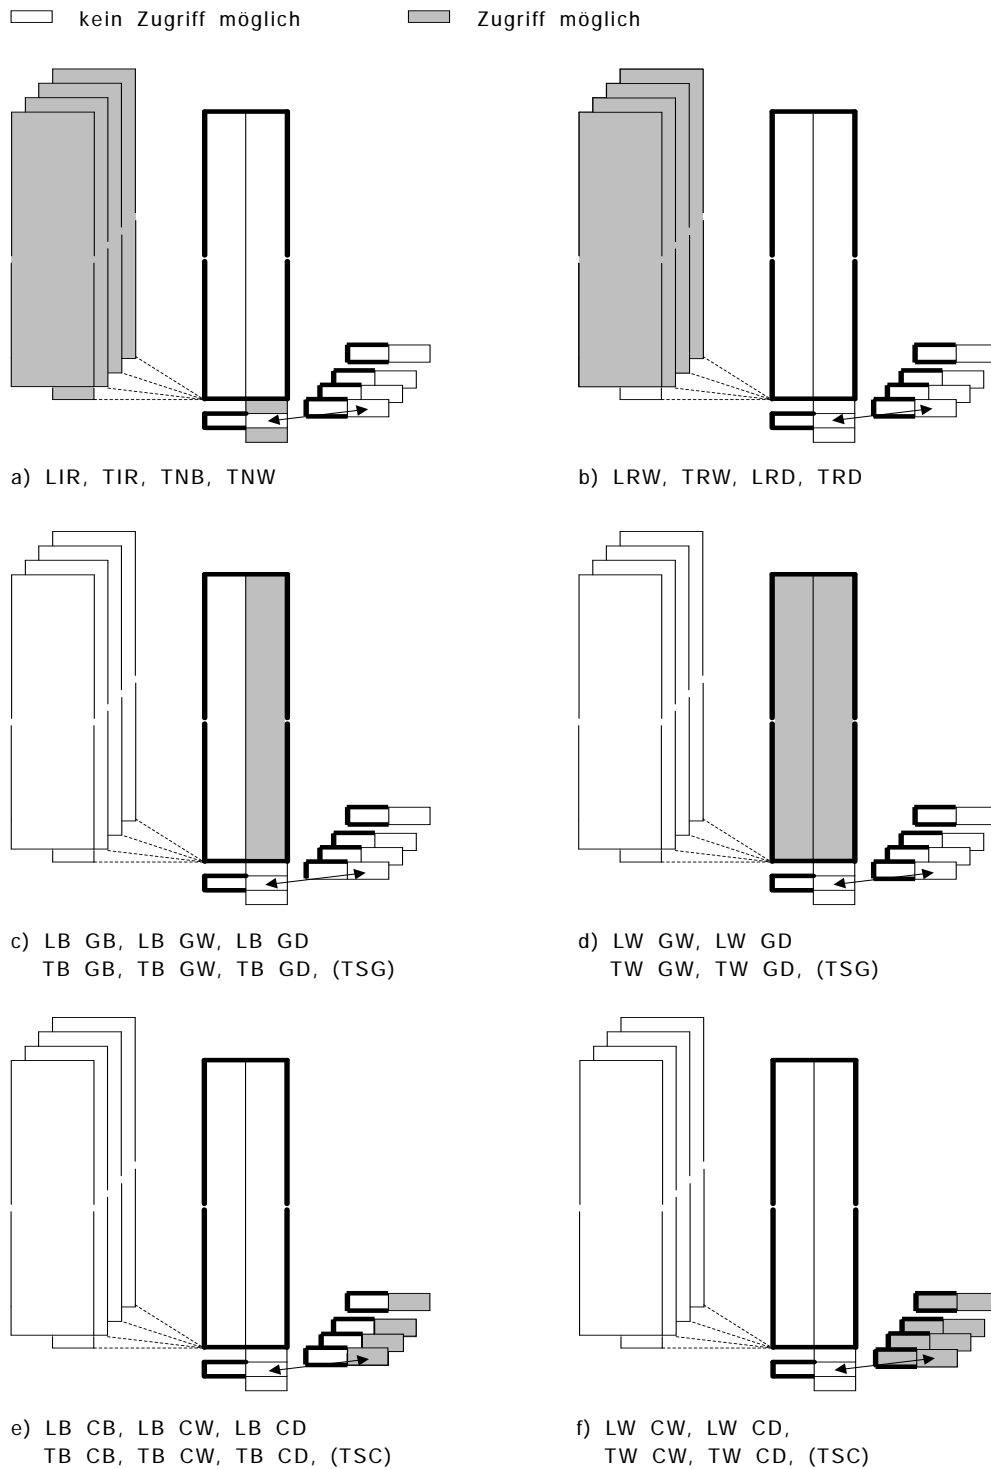 kein Zugriff möglich
Zugriff möglich
a) LIR, TIR, TNB, TNW
b) LRW, TRW, LRD, TRD
c) LB GB, LB GW, LB GD
TB GB, TB GW, TB GD, (TSG)
d) LW GW, LW GD
TW GW, TW GD, (TSG)
e) LB CB, LB CW, LB CD
TB CB, TB CW, TB CD, (TSC)
f) LW CW, LW CD,
TW CW, TW CD, (TSC)